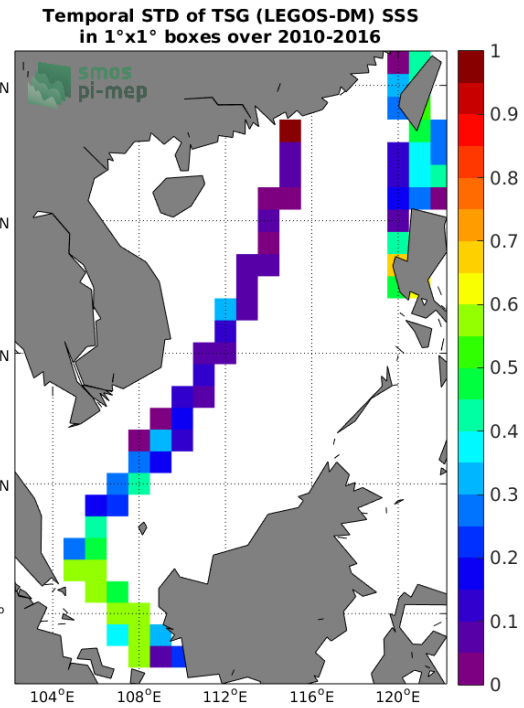 Temporal STD of TSG (LEGOS-DM) SSS
in 1°x1° boxes over 2010-2016
smos
pi-mep
N
N
N
N
°
104°E
108°E
112°E
116°E
120°E
1
0.9
0.8
0.7
0.6
0.5
0.4
0.3
0.2
0.1
0